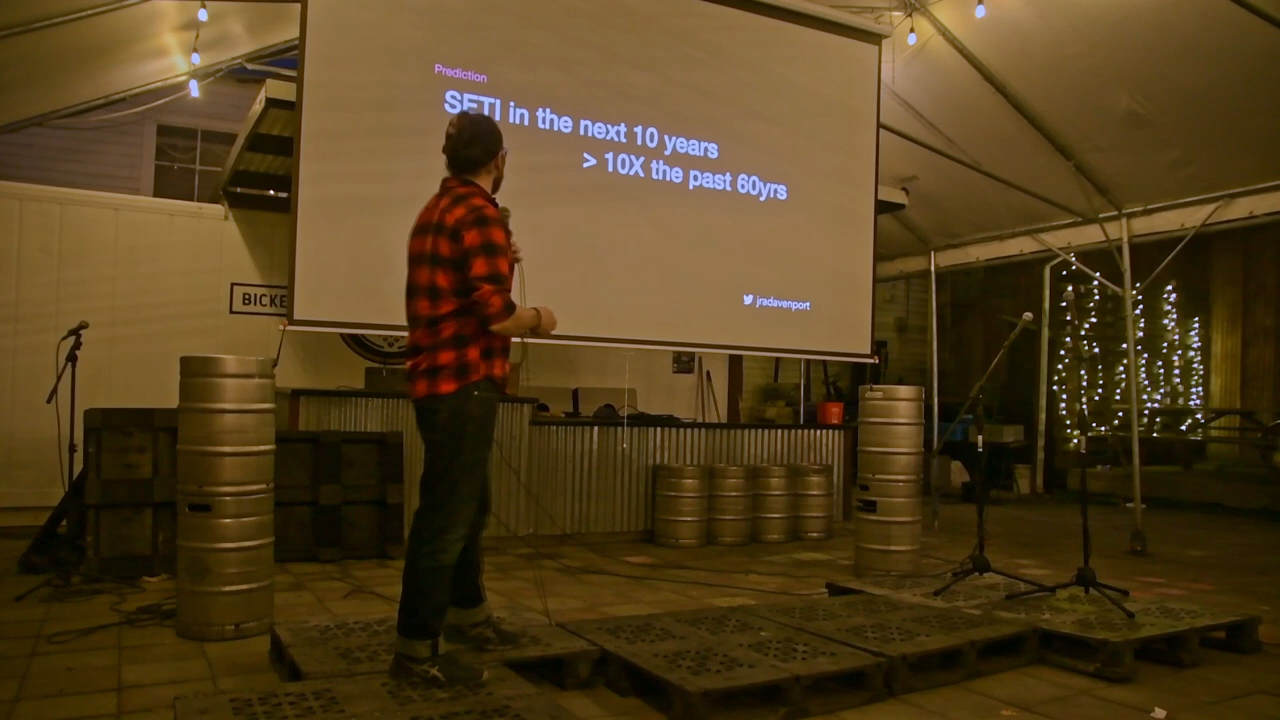 Prediction
SETI in the next 10 years
> 10X the past 60yrs
jradavenport
BICKE